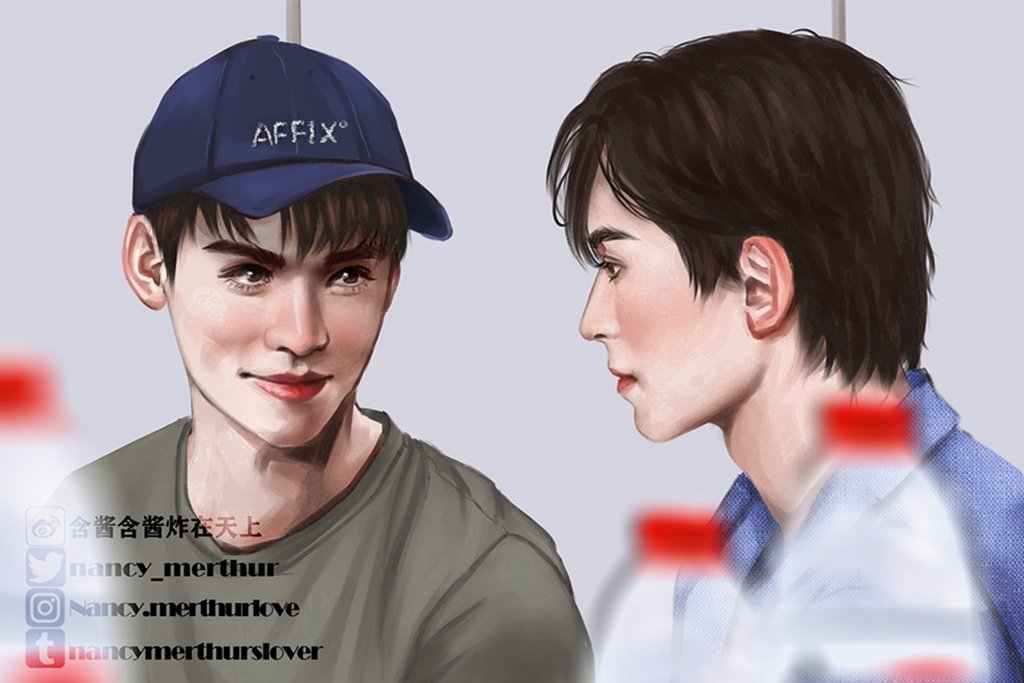 AFFIX°
含酱含酱炸在天上
nancy_merthur
Nancy.merthurlove
nancymerthurslover